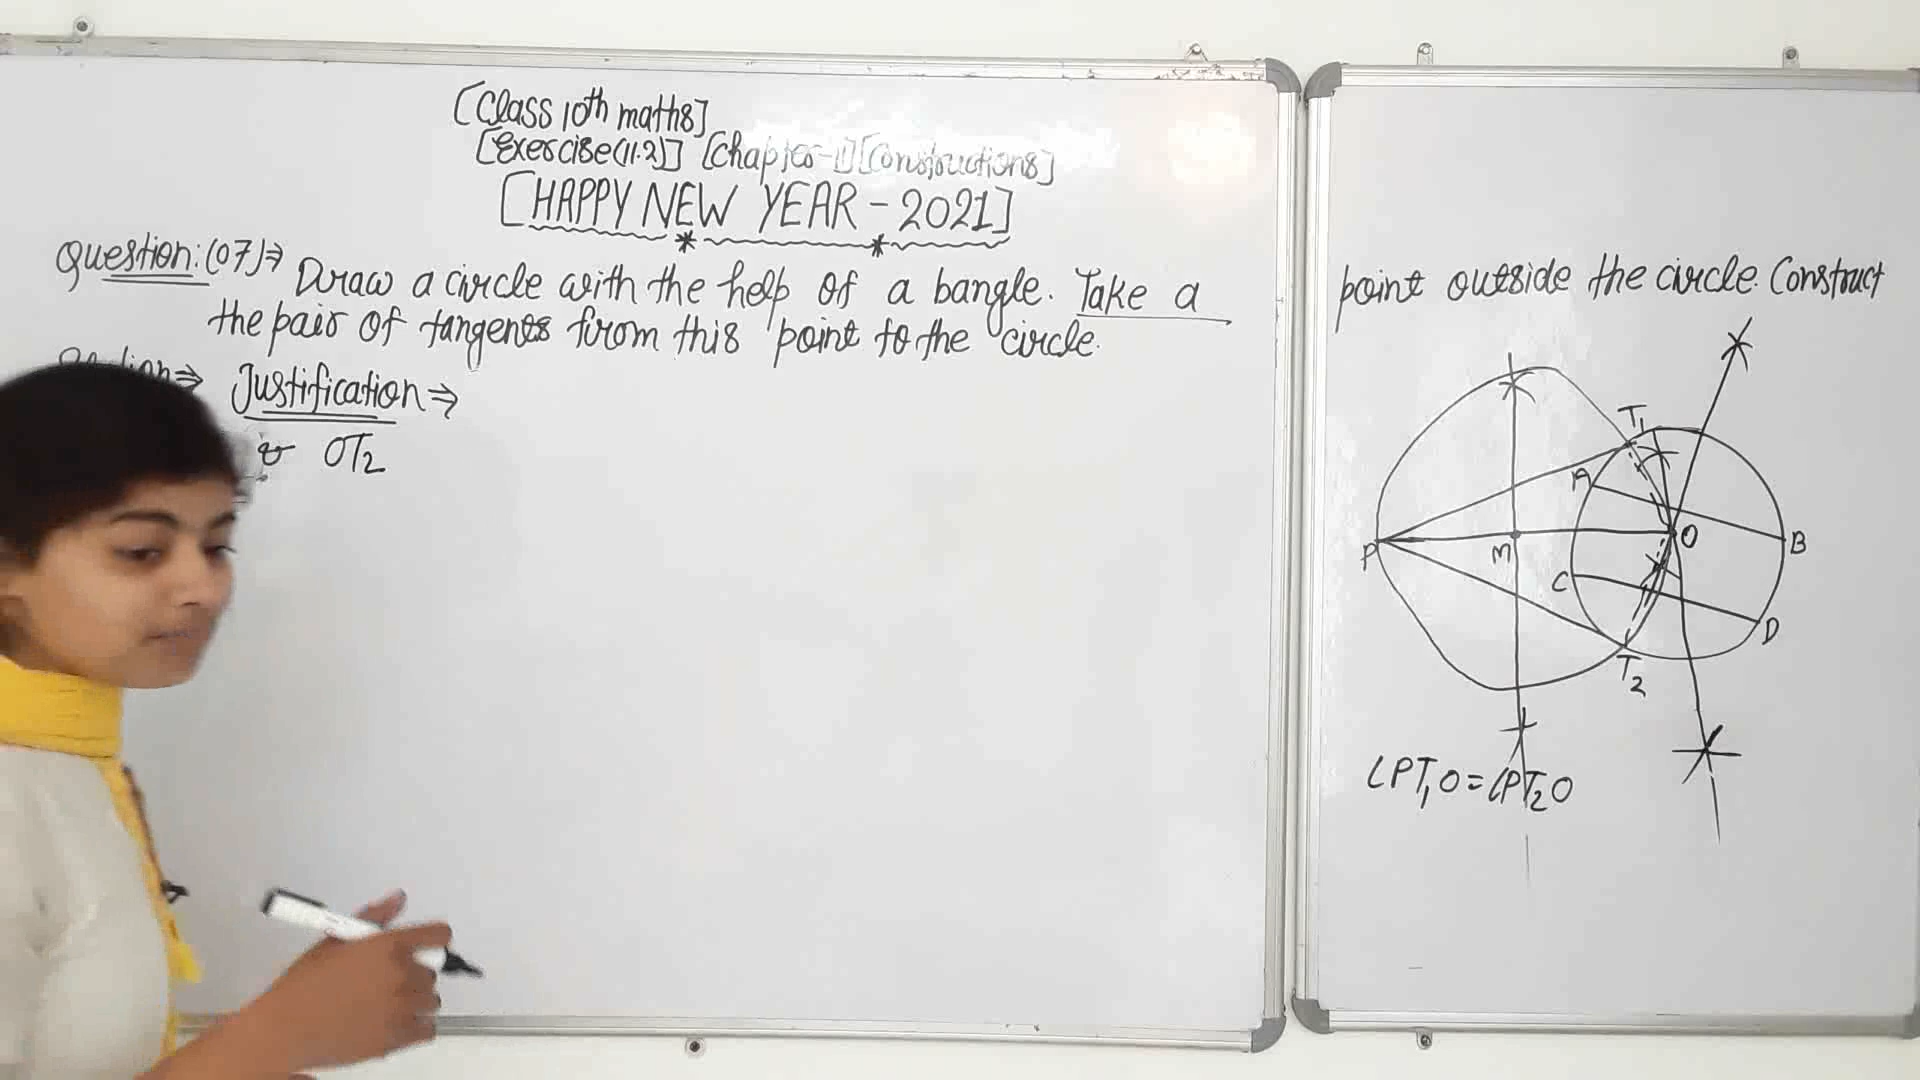 [Class 10th maths]
[Exercise(11.2)] [Chapter-11] [Constructions]
[HAPPY NEW YEAR - 2021]
Question:(07)⇒ Draw a circle with the help of a bangle. Take a
point outside the circle. Construct
the pair of tangents from this point to the circle.
Justification ⇒
OT2
T1
A
P
M
O
B
C
D
T2
∠PT1O=∠PT2O